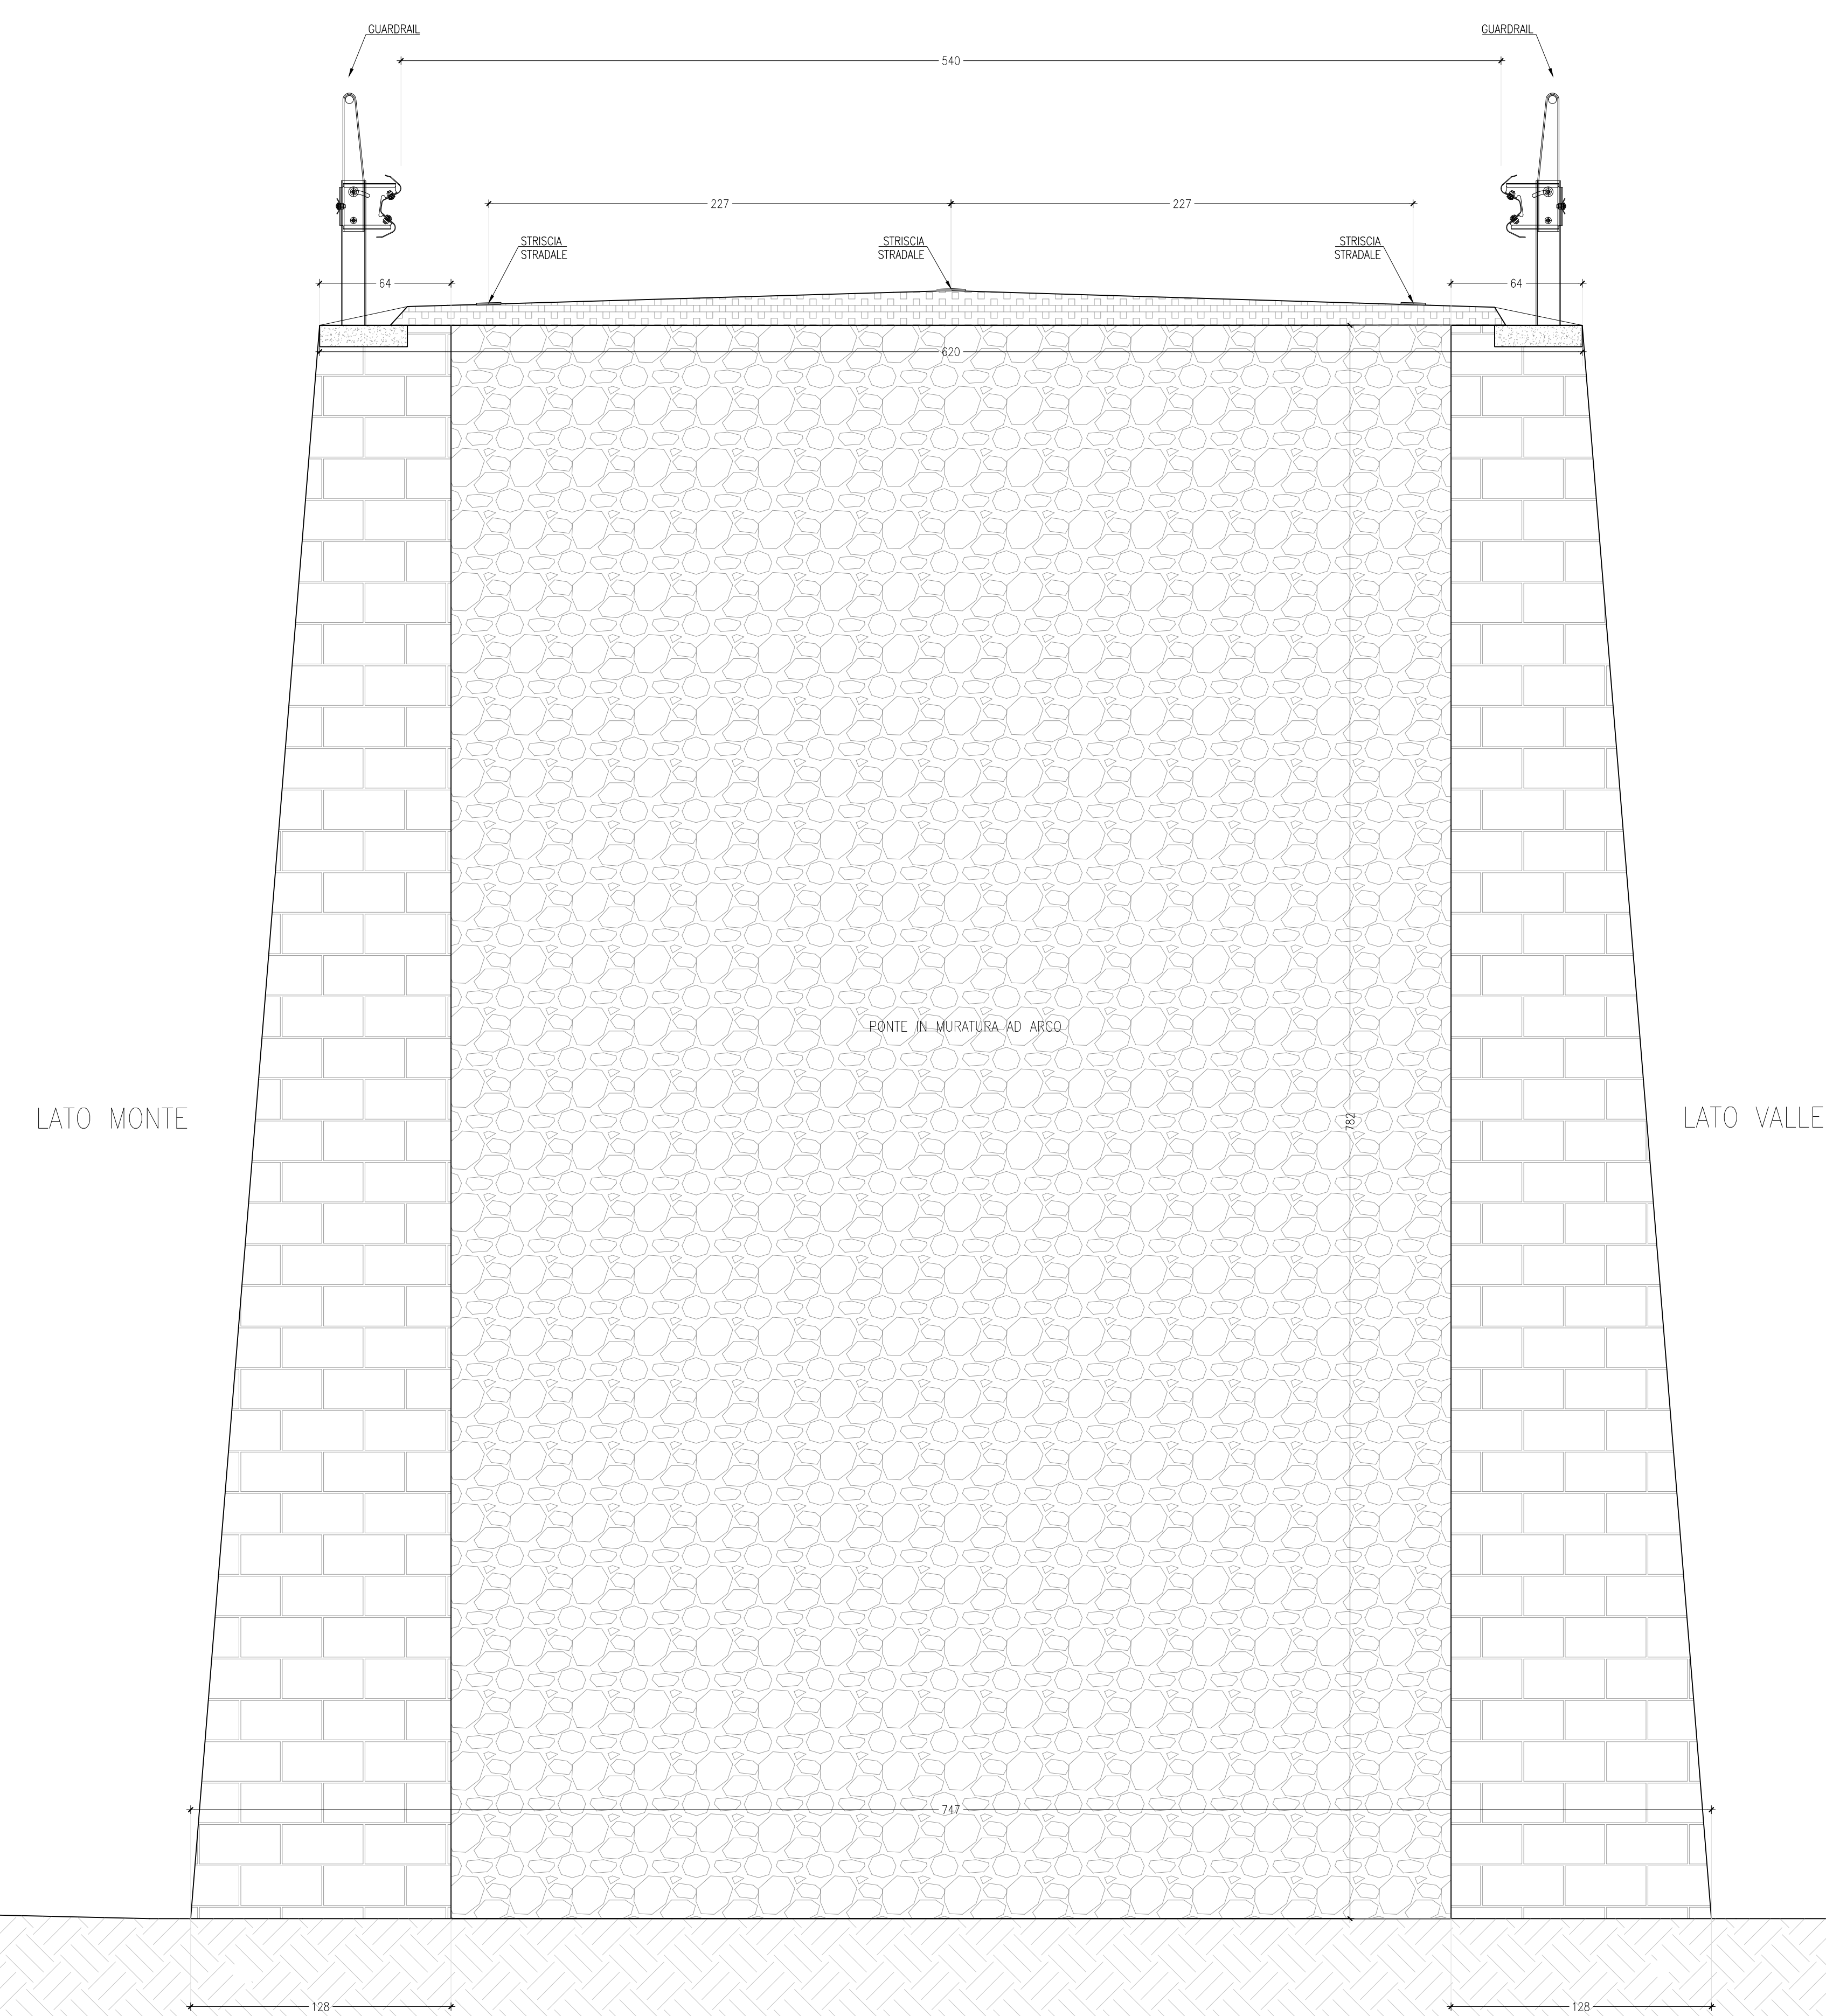 GUARDRAIL
GUARDRAIL
540
227
227
STRISCIA
STRADALE
STRISCIA
STRADALE
STRISCIA
STRADALE
64
64
620
PONTE IN MURATURA AD ARCO
LATO MONTE
782
LATO VALLE
747
128
128